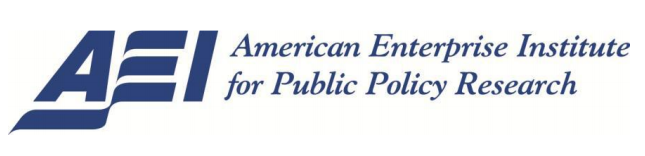 AEI
American Enterprise Institute
for Public Policy Research